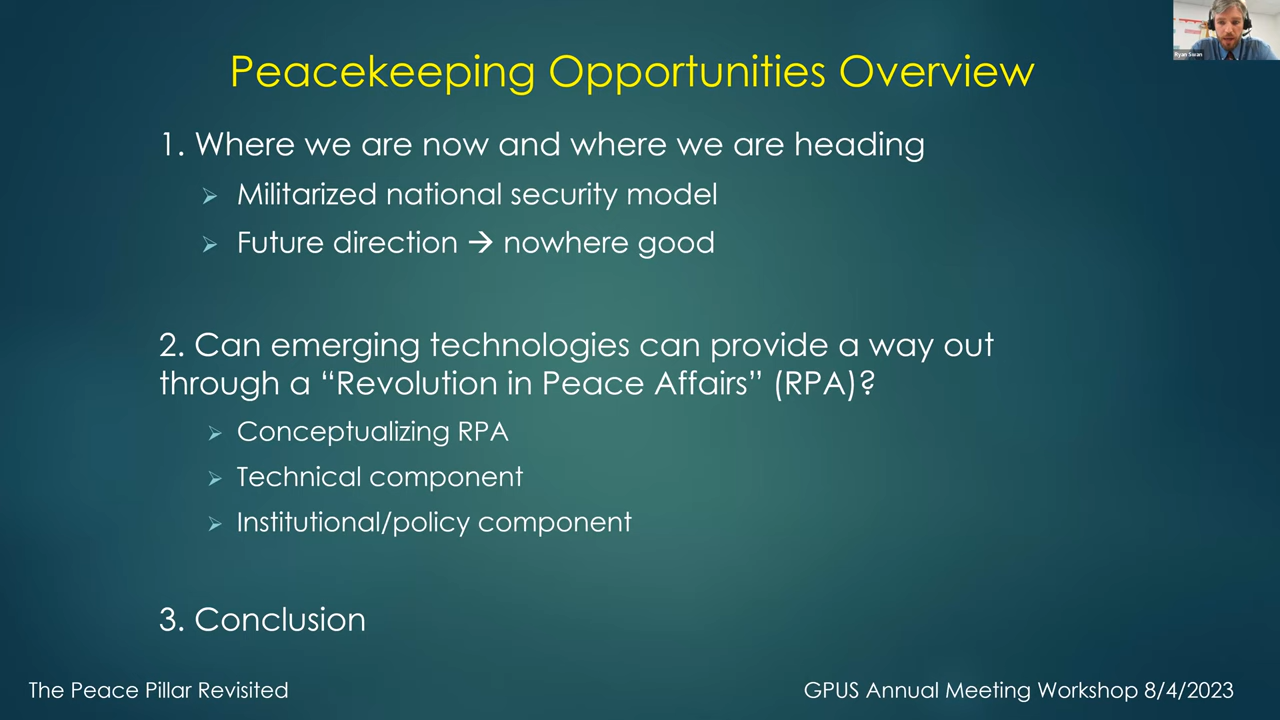 Ryan Swan
Peacekeeping Opportunities Overview
1. Where we are now and where we are heading
Militarized national security model
Future direction → nowhere good
2. Can emerging technologies can provide a way out
through a “Revolution in Peace Affairs” (RPA)?
Conceptualizing RPA
Technical component
Institutional/policy component
3. Conclusion
The Peace Pillar Revisited
GPUS Annual Meeting Workshop 8/4/2023